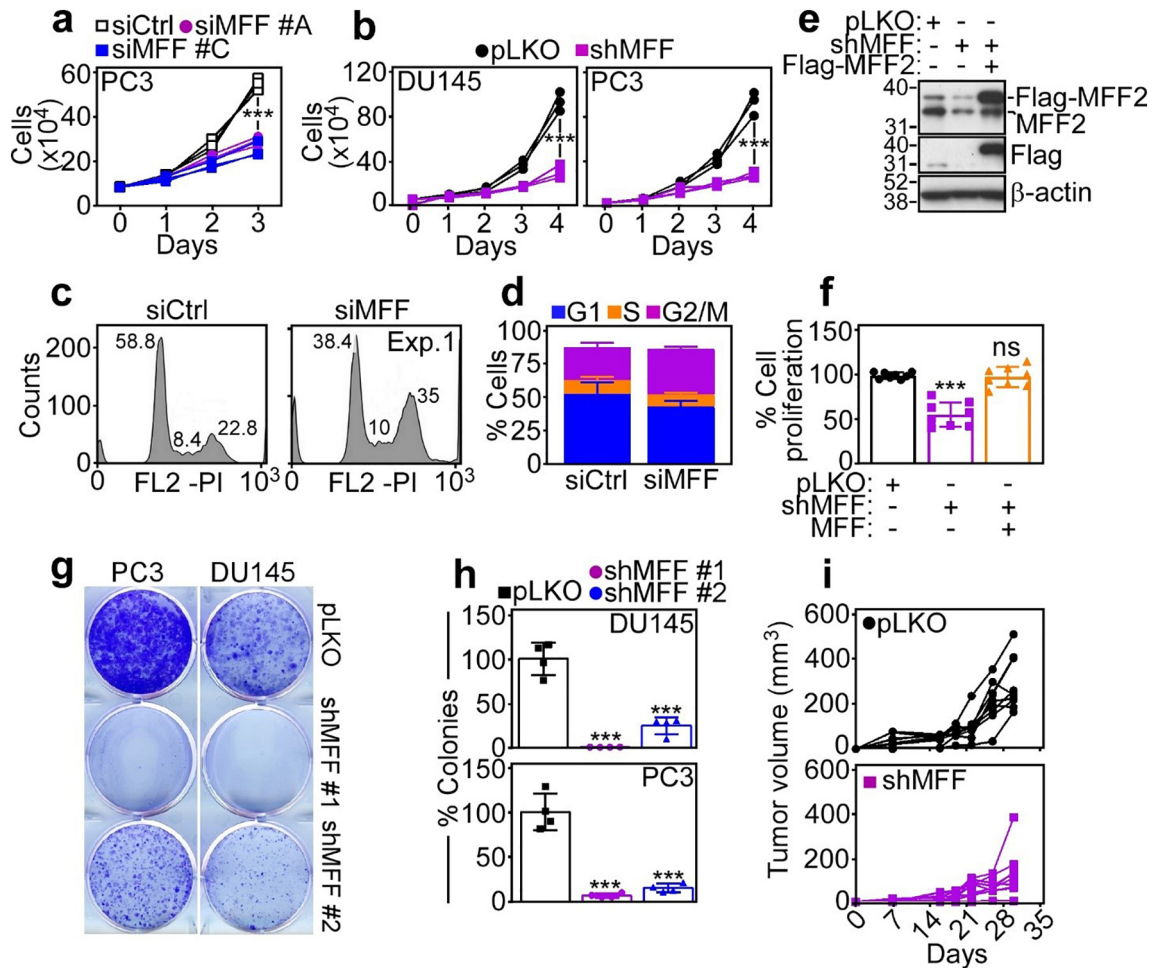 a
siCtrl siMFF #A
siMFF #C
PC3
Cells
(x10⁴)
60
40
20
0
***
0 1 2 3
Days
b
pLKO shMFF
DU145 PC3
Cells
(x10⁴)
120
80
40
0
*** ***
0 1 2 3 4 0 1 2 3 4
Days Days
e
pLKO: + - -
shMFF: - + +
Flag-MFF2: - - +
40
31
Flag-MFF2
MFF2
40
31
Flag
52
38
β-actin
c
siCtrl siMFF
Counts
200
100
0
58.8
8.4
22.8
Exp.1
38.4
10
35
0 FL2 -PI 10³
0 FL2 -PI 10³
d
G1 S G2/M
% Cells
100
75
50
25
0
siCtrl siMFF
f
% Cell
proliferation
150
100
50
0
***
ns
pLKO: + - -
shMFF: - + +
MFF: - - +
g
PC3 DU145
pLKO
shMFF #1
shMFF #2
h
shMFF #1
pLKO shMFF #2
% Colonies
150
100
50
0
DU145
*** ***
150
100
50
0
PC3
*** ***
i
Tumor volume (mm³)
600
400
200
0
pLKO
600
400
200
0
shMFF
0 7 14 21 28 35
Days